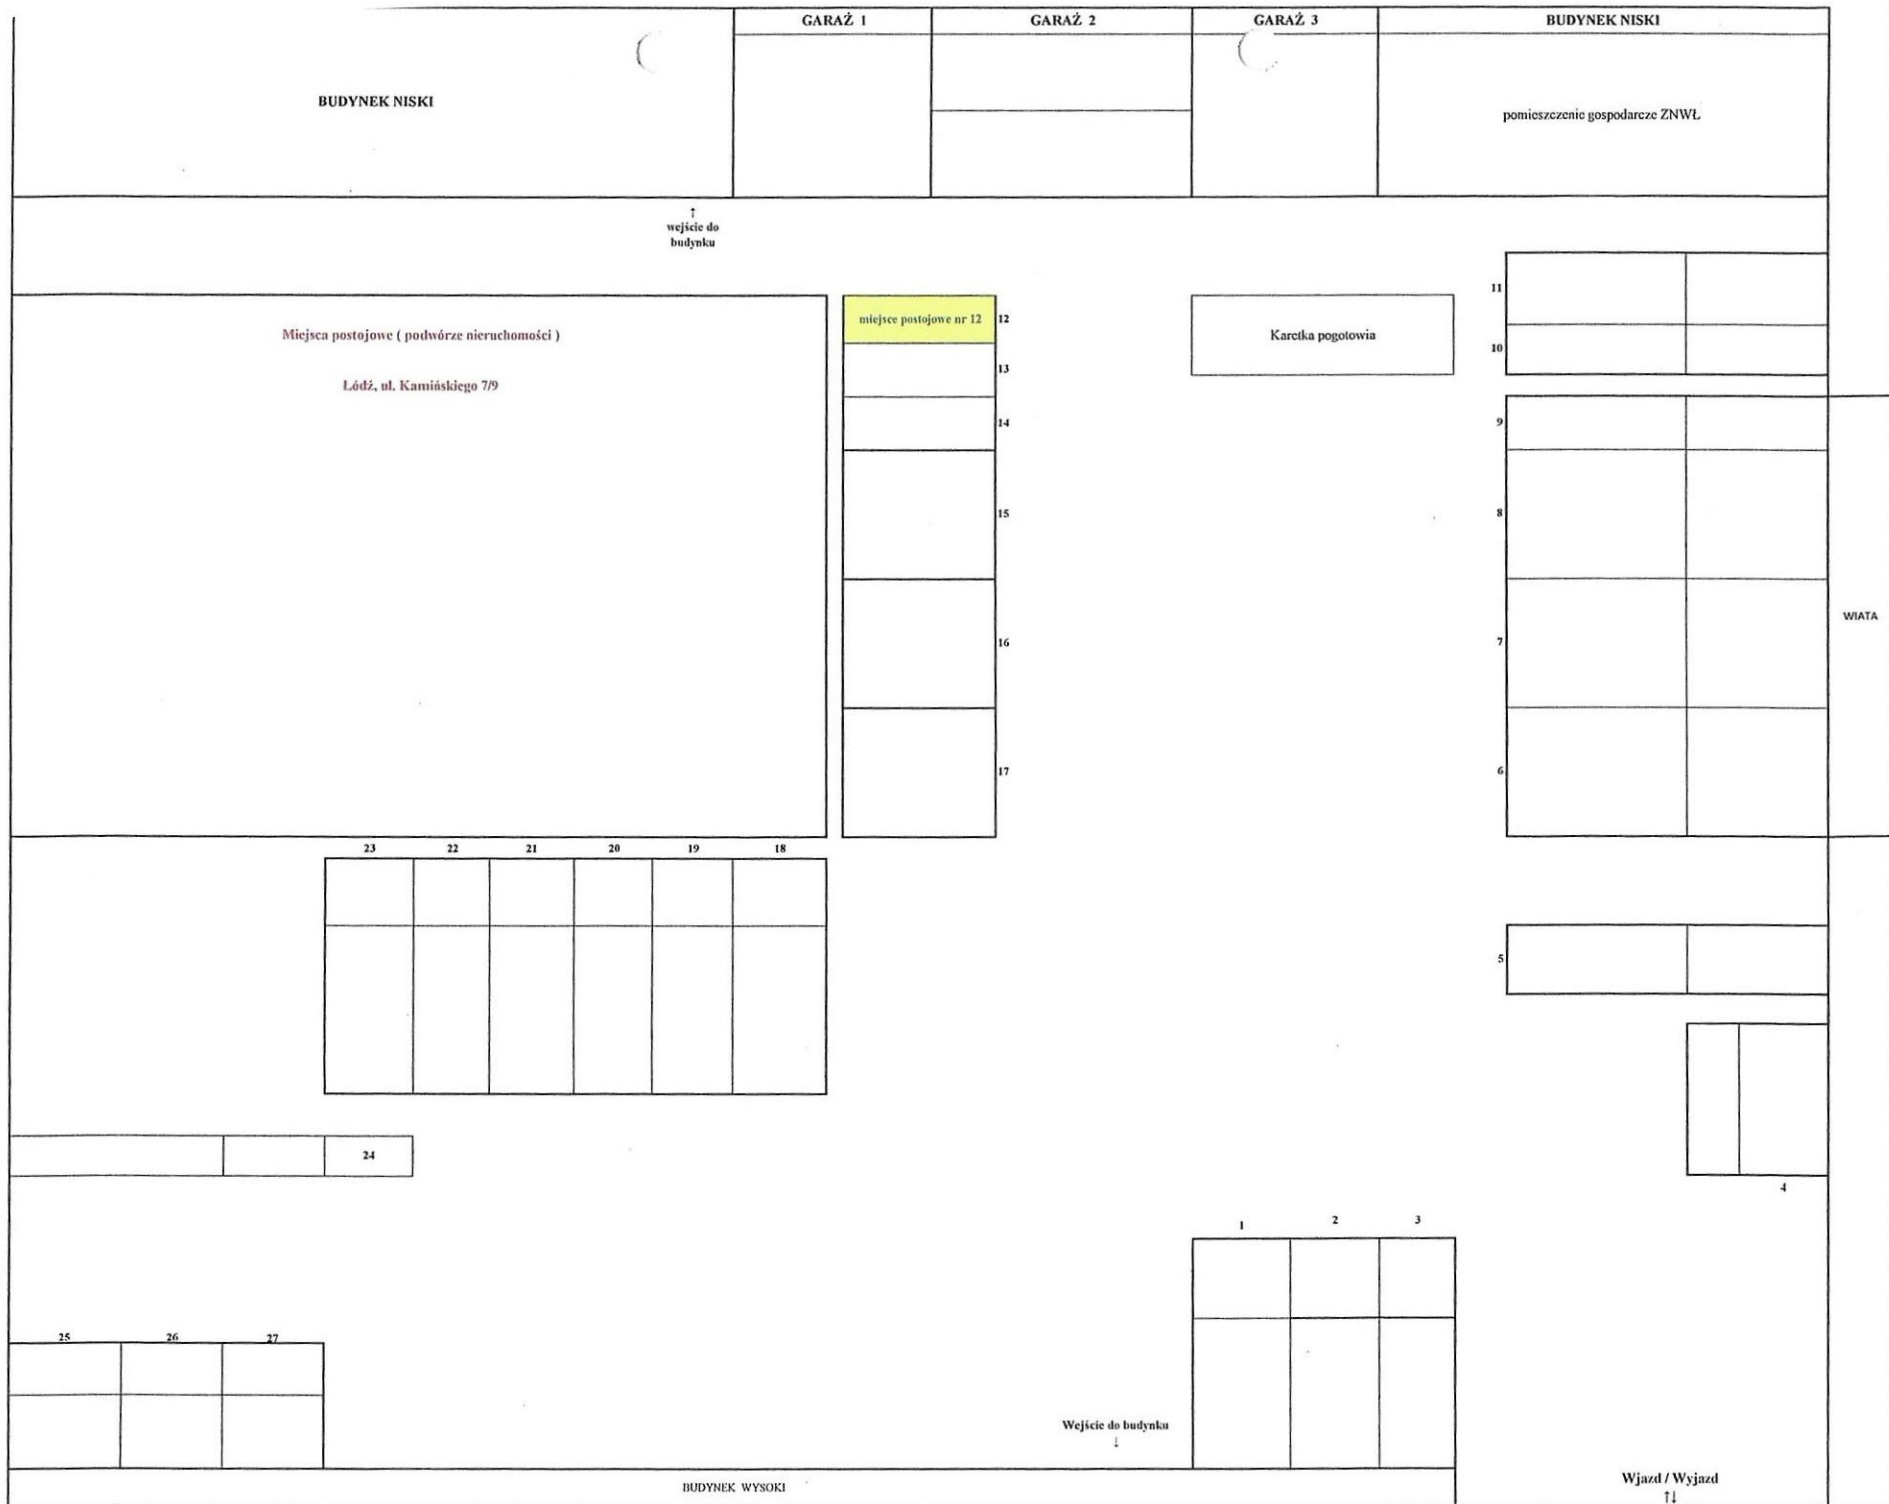 GARAŻ 1
GARAŻ 2
GARAŻ 3
BUDYNEK NISKI
BUDYNEK NISKI
pomieszczenie gospodarcze ZNWŁ
↑
wejście do
budynku
Miejsca postojowe ( podwórze nieruchomości )
Łódź, ul. Kamińskiego 7/9
miejsce postojowe nr 12
12
13
14
15
16
17
Karetka pogotowia
11
10
9
8
7
6
WIATA
23
22
21
20
19
18
5
24
4
1
2
3
25
26
27
Wejście do budynku
↓
BUDYNEK WYSOKI
Wjazd / Wyjazd
↑↓